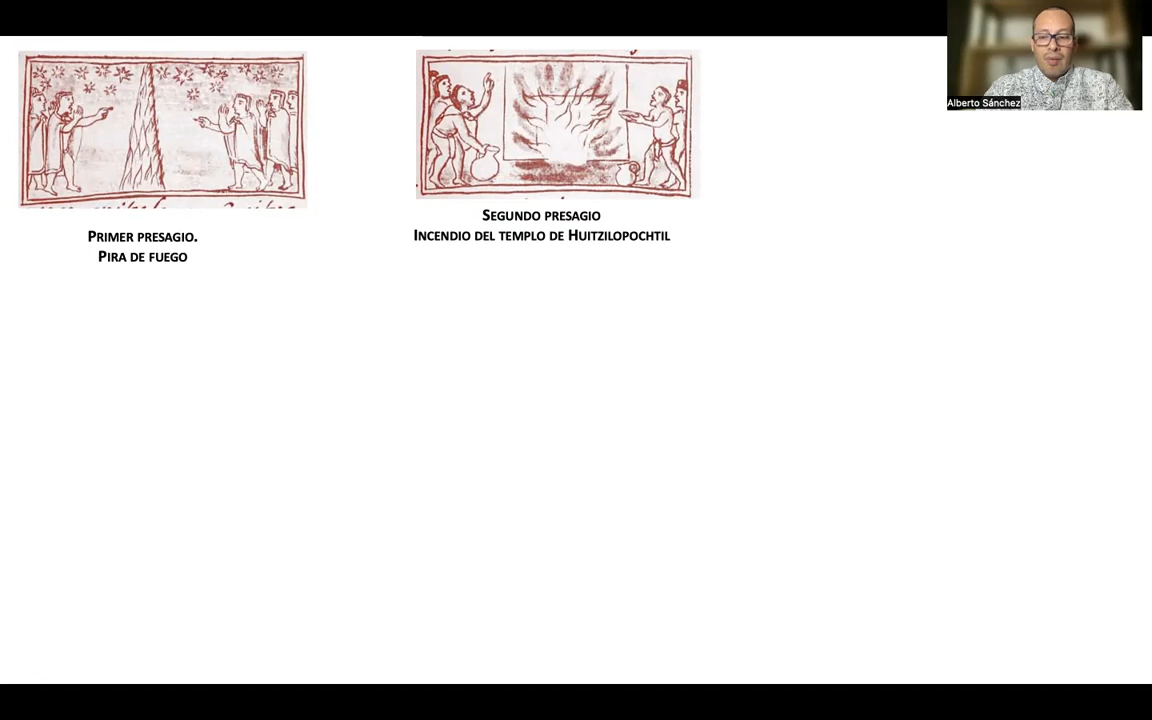 Alberto Sánchez
PRIMER PRESAGIO.
PIRA DE FUEGO
SEGUNDO PRESAGIO
INCENDIO DEL TEMPLO DE HUITZILOPOCHTIL